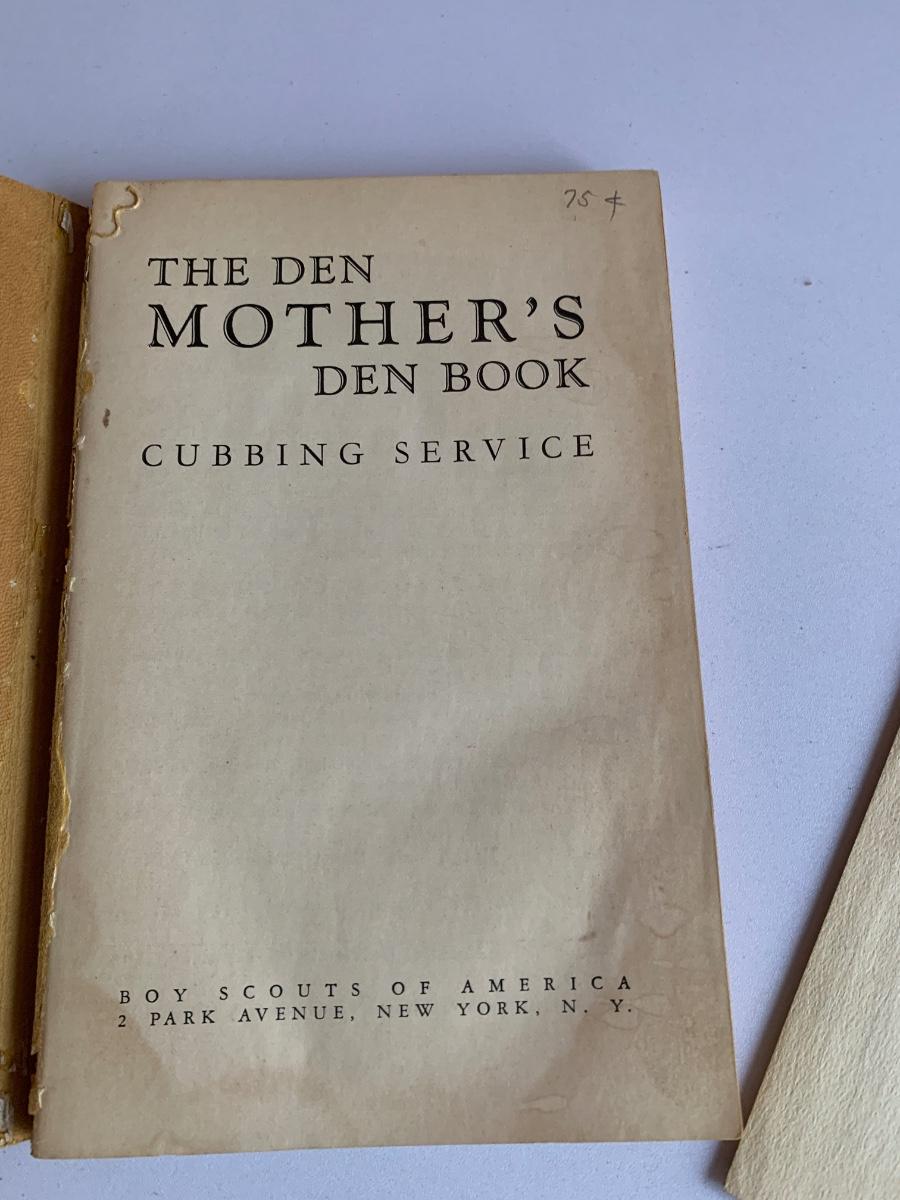 75 ¢
THE DEN
MOTHER'S
DEN BOOK
CUBBING SERVICE
BOY SCOUTS OF AMERICA
2 PARK AVENUE, NEW YORK, N. Y.